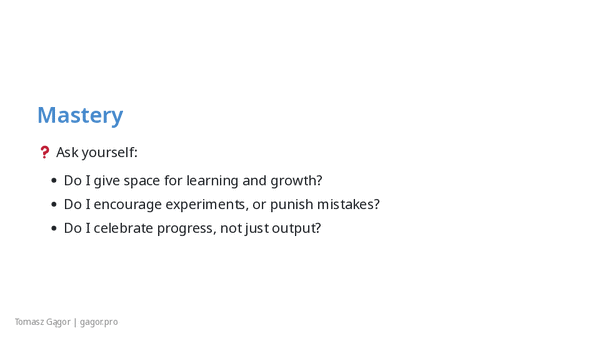 Mastery
❓ Ask yourself:
• Do I give space for learning and growth?
• Do I encourage experiments, or punish mistakes?
• Do I celebrate progress, not just output?
Tomasz Gągor | gagor.pro